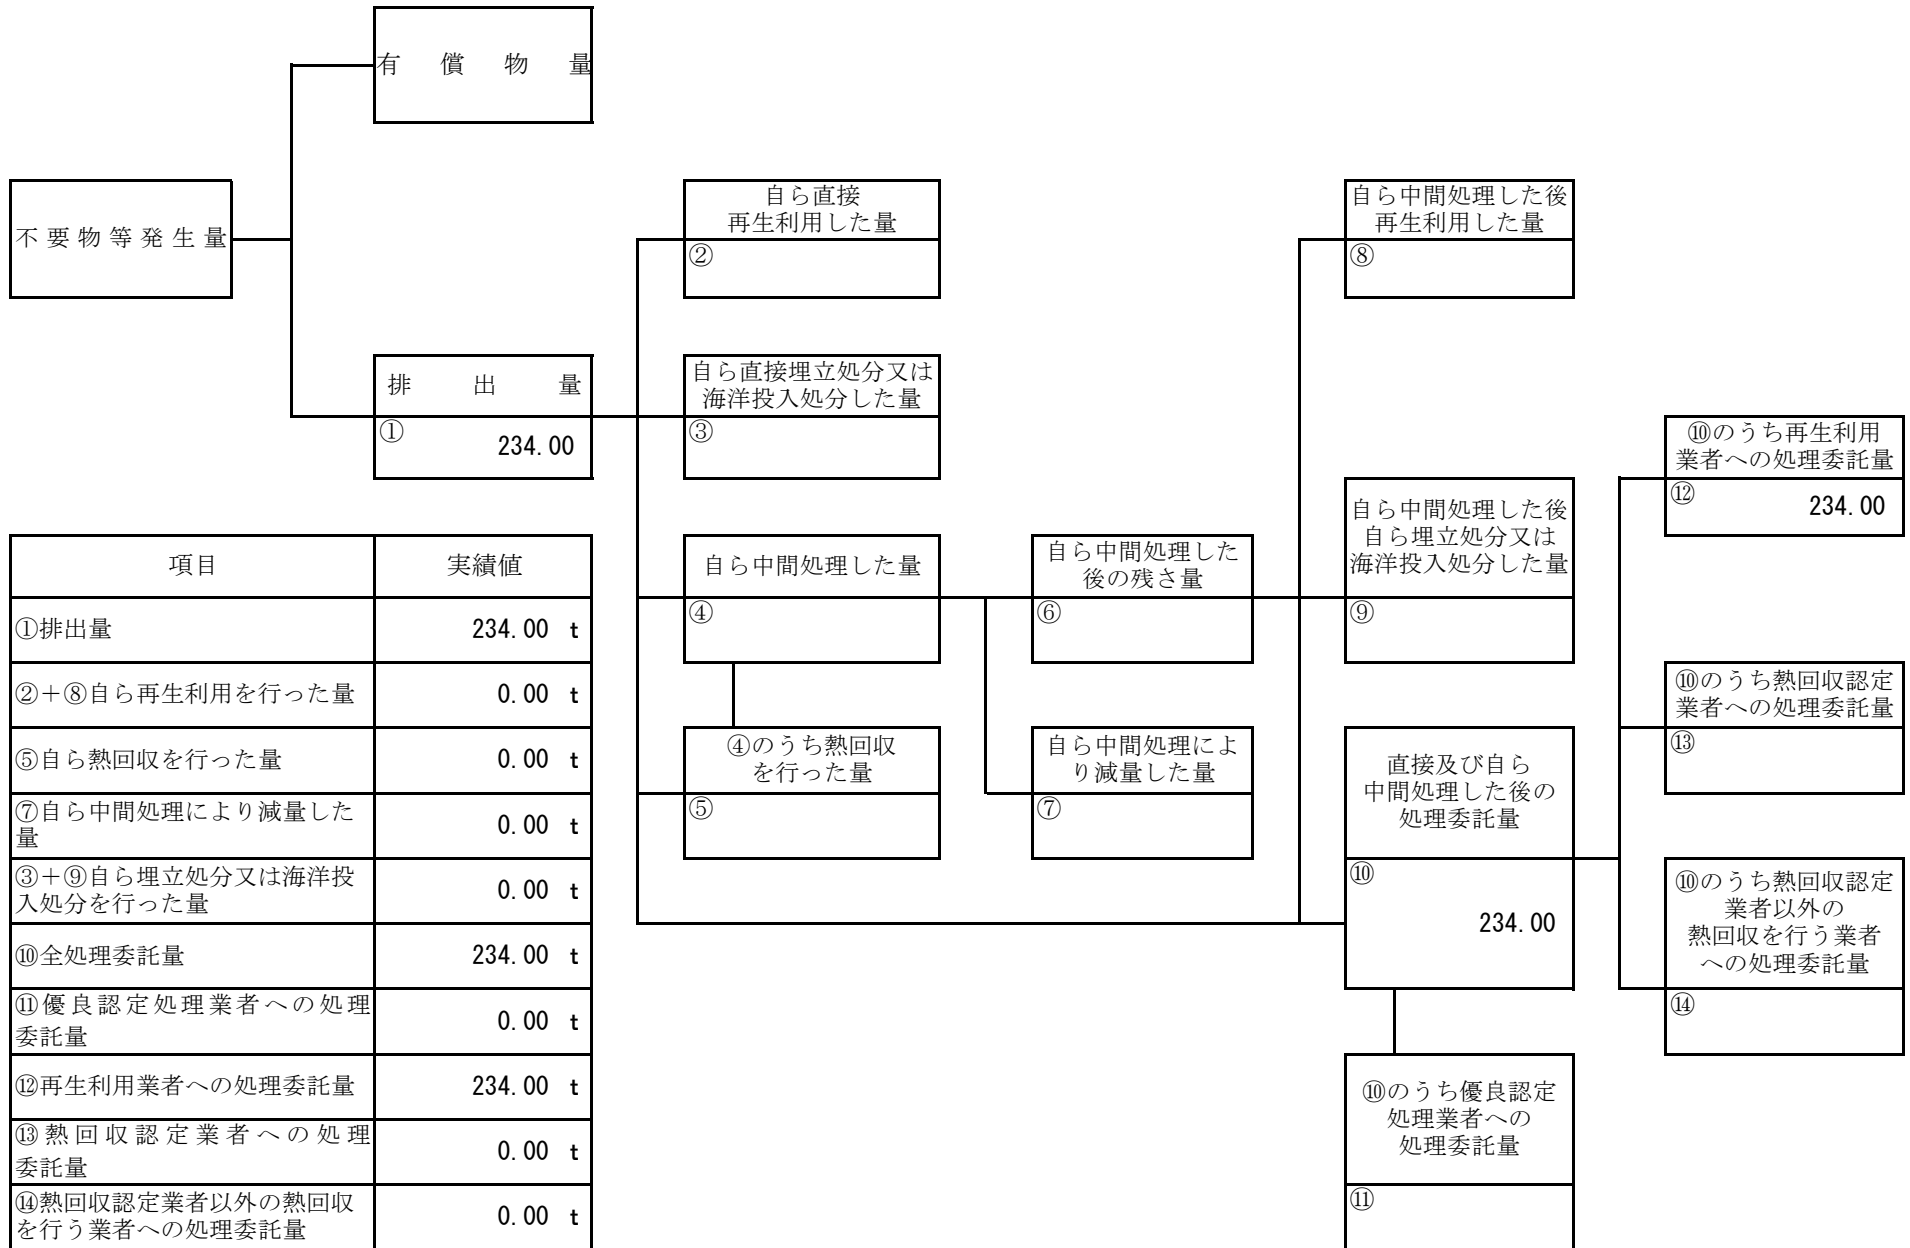 有償物量
不要物等発生量
自ら直接
再生利用した量
②
自ら中間処理した後
再生利用した量
⑧
排出量
①
234.00
自ら直接埋立処分又は
海洋投入処分した量
③
⑩のうち再生利用
業者への処理委託量
⑫
234.00
自ら中間処理した量
④
自ら中間処理した
後の残さ量
⑥
自ら中間処理した後
自ら埋立処分又は
海洋投入処分した量
⑨
④のうち熱回収
を行った量
⑤
自ら中間処理によ
り減量した量
⑦
直接及び自ら
中間処理した後の
処理委託量
⑩
234.00
⑩のうち熱回収認定
業者への処理委託量
⑬
⑩のうち熱回収認定
業者以外の
熱回収を行う業者
への処理委託量
⑭
⑩のうち優良認定
処理業者への
処理委託量
⑪
項目 実績値
①排出量 234.00 t
②+⑧自ら再生利用を行った量 0.00 t
⑤自ら熱回収を行った量 0.00 t
⑦自ら中間処理により減量した
量 0.00 t
③+⑨自ら埋立処分又は海洋投
入処分を行った量 0.00 t
⑩全処理委託量 234.00 t
⑪優良認定処理業者への処理
委託量 0.00 t
⑫再生利用業者への処理委託量 234.00 t
⑬熱回収認定業者への処理
委託量 0.00 t
⑭熱回収認定業者以外の熱回収
を行う業者への処理委託量 0.00 t